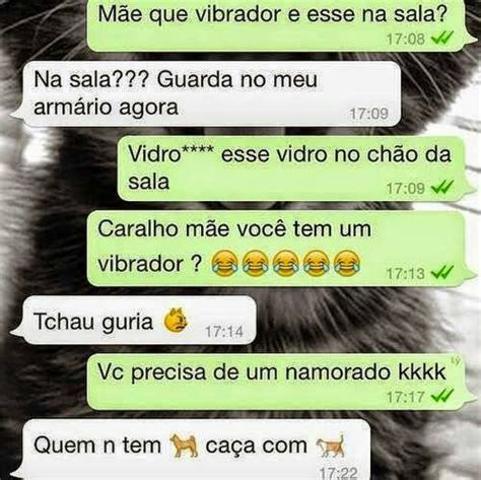 Mãe que vibrador e esse na sala?
17:08
Na sala??? Guarda no meu
armário agora
17:09
Vidro**** esse vidro no chão da
sala
17:09
Caralho mãe você tem um
vibrador ? 😂😂😂😂😂
17:13
Tchau guria 😾 17:14
Vc precisa de um namorado kkkk
17:17
Quem n tem 🐕 caça com 🐈
17:22